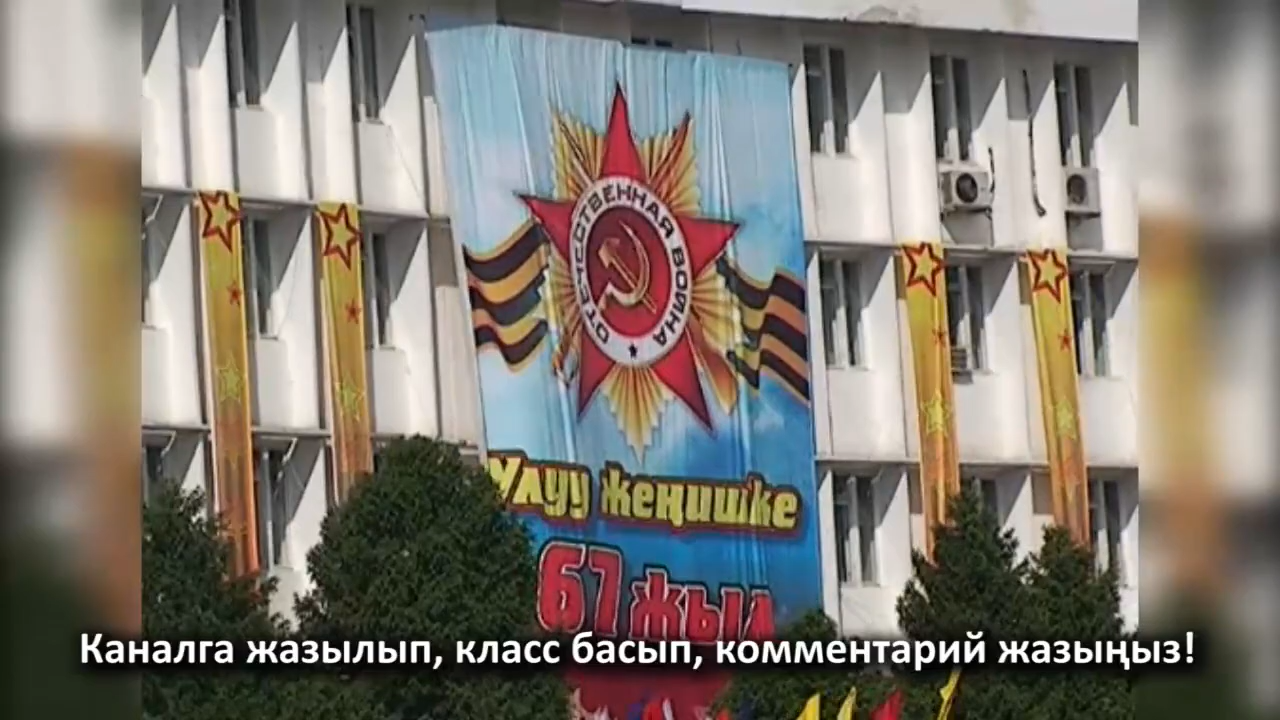 ОТЕЧЕСТВЕННАЯ ВОЙНА
Улуу жеңишке
67 жыл
Каналга жазылып, класс басып, комментарий жазыңыз!